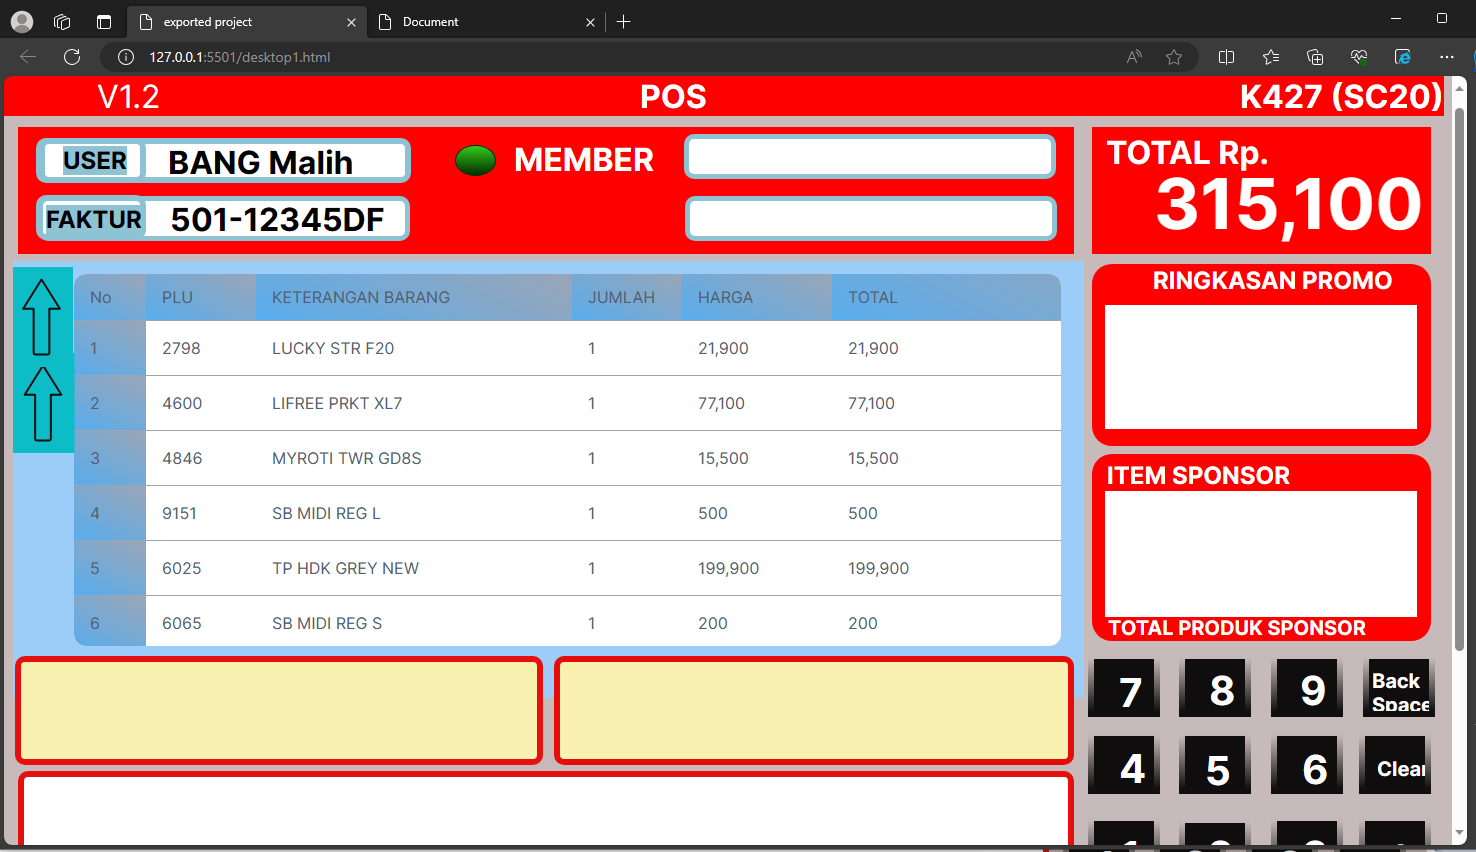 exported project
Document
127.0.0.1:5501/desktop1.html
V1.2 POS K427 (SC20)
USER BANG Malih MEMBER
FAKTUR 501-12345DF
TOTAL Rp.
315,100
No PLU KETERANGAN BARANG JUMLAH HARGA TOTAL
1 2798 LUCKY STR F20 1 21,900 21,900
2 4600 LIFREE PRKT XL7 1 77,100 77,100
3 4846 MYROTI TWR GD8S 1 15,500 15,500
4 9151 SB MIDI REG L 1 500 500
5 6025 TP HDK GREY NEW 1 199,900 199,900
6 6065 SB MIDI REG S 1 200 200
RINGKASAN PROMO
ITEM SPONSOR
TOTAL PRODUK SPONSOR
7 8 9 Back
Space
4 5 6 Clear